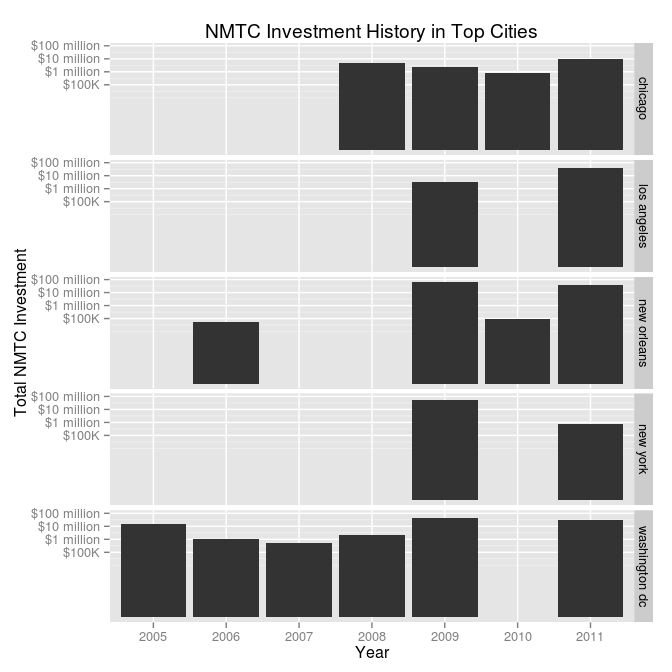 NMTC Investment History in Top Cities
Total NMTC Investment
$100 million
$10 million
$1 million
$100K
chicago
$100 million
$10 million
$1 million
$100K
los angeles
$100 million
$10 million
$1 million
$100K
new orleans
$100 million
$10 million
$1 million
$100K
new york
$100 million
$10 million
$1 million
$100K
washington dc
2005 2006 2007 2008 2009 2010 2011
Year